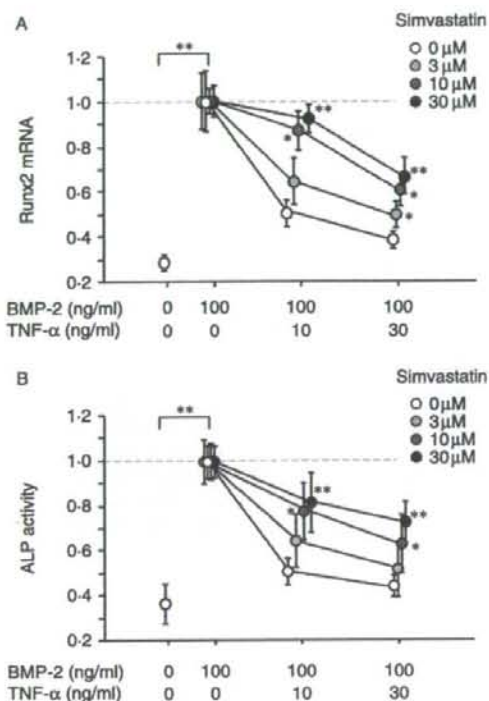 A
Simvastatin
0 μM
3 μM
10 μM
30 μM
**
1·2
1·0
0·8
0·6
0·4
0·2
Runx2 mRNA
**
*
**
*
*
BMP-2 (ng/ml) 0 100 100 100
TNF-α (ng/ml) 0 0 10 30
B
Simvastatin
0 μM
3 μM
10 μM
30 μM
**
1·2
1·0
0·8
0·6
0·4
0·2
ALP activity
**
*
**
*
BMP-2 (ng/ml) 0 100 100 100
TNF-α (ng/ml) 0 0 10 30